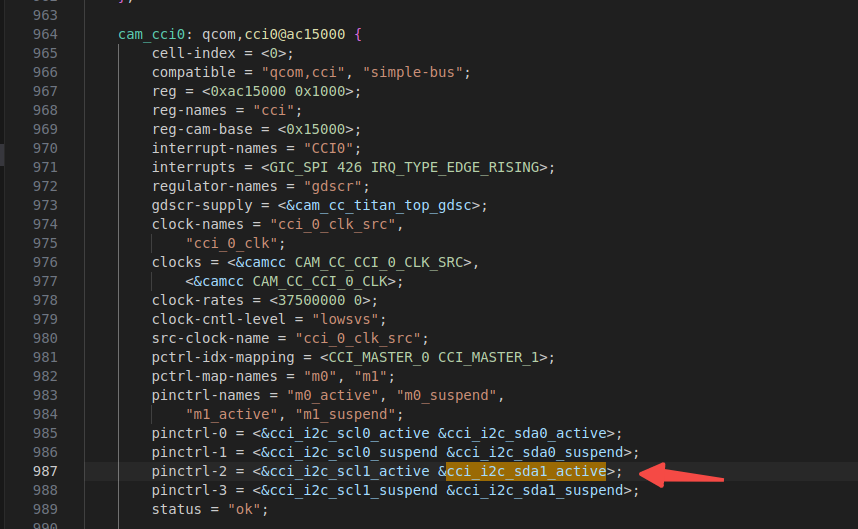 963
964 cam_cci0: qcom,cci0@ac15000 {
965 cell-index = <0>;
966 compatible = "qcom,cci", "simple-bus";
967 reg = <0xac15000 0x1000>;
968 reg-names = "cci";
969 reg-cam-base = <0x15000>;
970 interrupt-names = "CCI0";
971 interrupts = <GIC_SPI 426 IRQ_TYPE_EDGE_RISING>;
972 regulator-names = "gdscr";
973 gdscr-supply = <&cam_cc_titan_top_gdsc>;
974 clock-names = "cci_0_clk_src",
975 "cci_0_clk";
976 clocks = <&camcc CAM_CC_CCI_0_CLK_SRC>,
977 <&camcc CAM_CC_CCI_0_CLK>;
978 clock-rates = <37500000 0>;
979 clock-cntl-level = "lowsvs";
980 src-clock-name = "cci_0_clk_src";
981 pctrl-idx-mapping = <CCI_MASTER_0 CCI_MASTER_1>;
982 pctrl-map-names = "m0", "m1";
983 pinctrl-names = "m0_active", "m0_suspend",
984 "m1_active", "m1_suspend";
985 pinctrl-0 = <&cci_i2c_scl0_active &cci_i2c_sda0_active>;
986 pinctrl-1 = <&cci_i2c_scl0_suspend &cci_i2c_sda0_suspend>;
987 pinctrl-2 = <&cci_i2c_scl1_active &cci_i2c_sda1_active>;
988 pinctrl-3 = <&cci_i2c_scl1_suspend &cci_i2c_sda1_suspend>;
989 status = "ok";